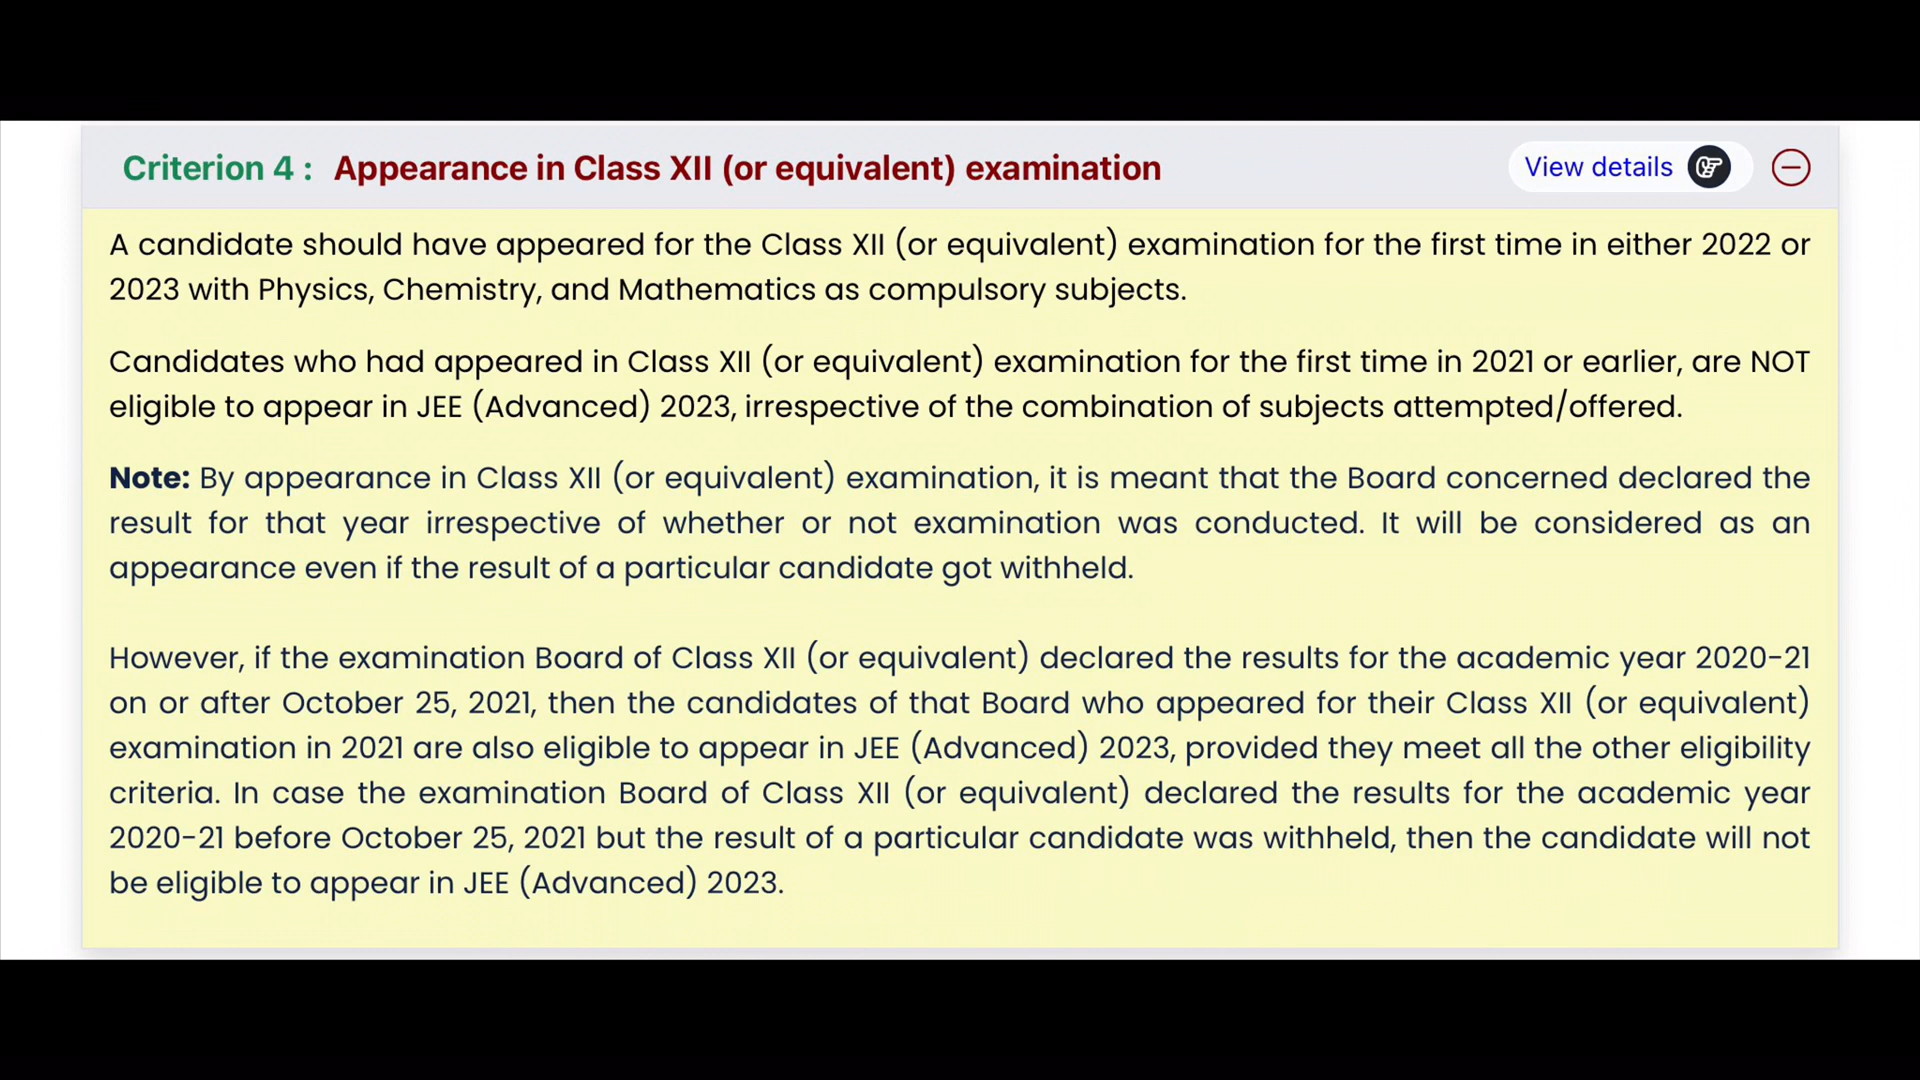 Criterion 4 : Appearance in Class XII (or equivalent) examination
View details
A candidate should have appeared for the Class XII (or equivalent) examination for the first time in either 2022 or
2023 with Physics, Chemistry, and Mathematics as compulsory subjects.
Candidates who had appeared in Class XII (or equivalent) examination for the first time in 2021 or earlier, are NOT
eligible to appear in JEE (Advanced) 2023, irrespective of the combination of subjects attempted/offered.
Note: By appearance in Class XII (or equivalent) examination, it is meant that the Board concerned declared the
result for that year irrespective of whether or not examination was conducted. It will be considered as an
appearance even if the result of a particular candidate got withheld.
However, if the examination Board of Class XII (or equivalent) declared the results for the academic year 2020-21
on or after October 25, 2021, then the candidates of that Board who appeared for their Class XII (or equivalent)
examination in 2021 are also eligible to appear in JEE (Advanced) 2023, provided they meet all the other eligibility
criteria. In case the examination Board of Class XII (or equivalent) declared the results for the academic year
2020-21 before October 25, 2021 but the result of a particular candidate was withheld, then the candidate will not
be eligible to appear in JEE (Advanced) 2023.